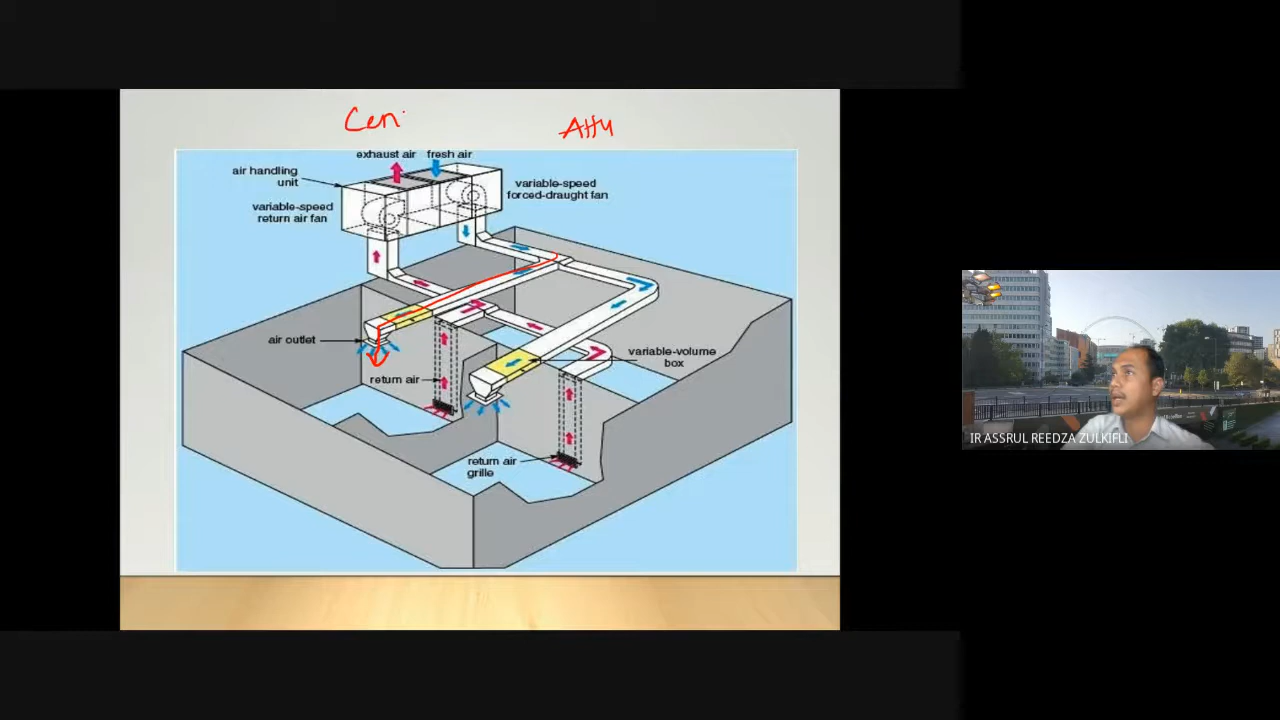 Cen
AHU
exhaust air fresh air
air handling
unit
variable-speed
forced-draught fan
variable-speed
return air fan
air outlet
variable-volume
box
return air
return air
grille
IR ASSRUL REEDZA ZULKIFLI